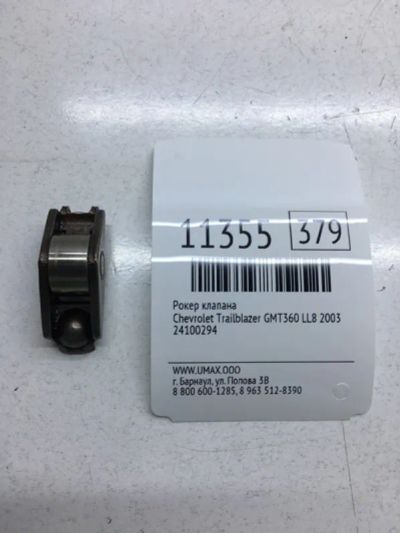 11355 379
Рокер клапана
Chevrolet Trailblazer GMT360 LL8 2003
24100294
WWW.UMAX.OOO
г. Барнаул, ул. Попова 3В
8 800 600-1285, 8 963 512-8390